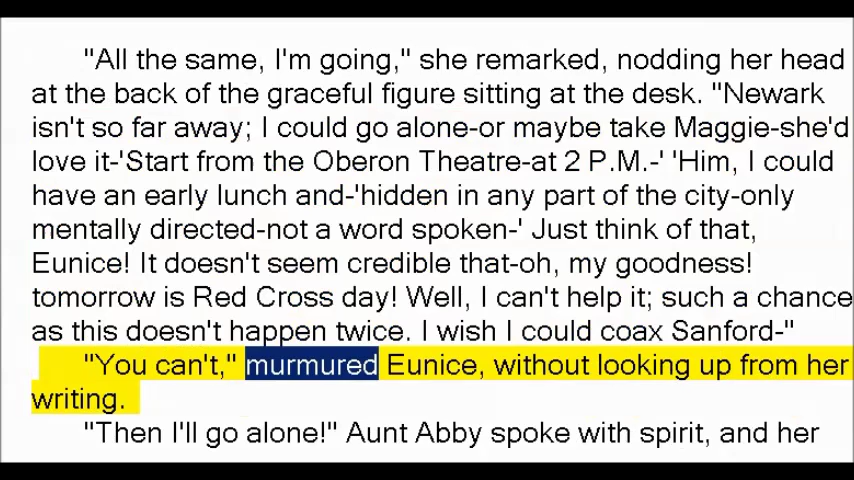 "All the same, I'm going," she remarked, nodding her head
at the back of the graceful figure sitting at the desk. "Newark
isn't so far away; I could go alone-or maybe take Maggie-she'd
love it-'Start from the Oberon Theatre-at 2 P.M.-' 'Him, I could
have an early lunch and-'hidden in any part of the city-only
mentally directed-not a word spoken-' Just think of that,
Eunice! It doesn't seem credible that-oh, my goodness!
tomorrow is Red Cross day! Well, I can't help it; such a chance
as this doesn't happen twice. I wish I could coax Sanford-"
"You can't," murmured Eunice, without looking up from her
writing.
"Then I'll go alone!" Aunt Abby spoke with spirit, and her